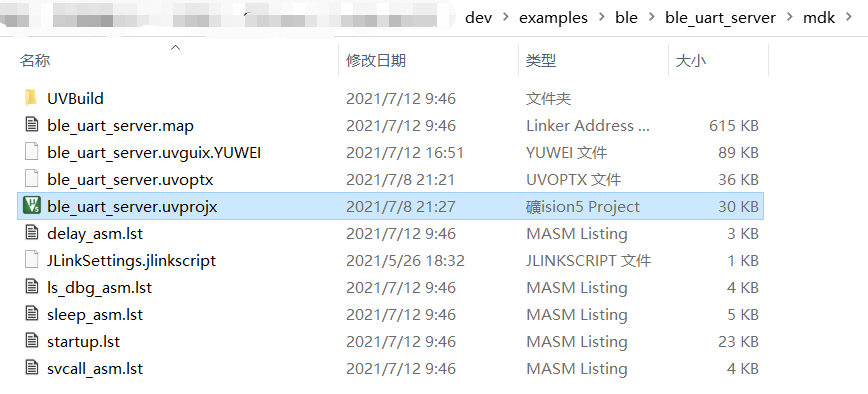 dev > examples > ble > ble_uart_server > mdk >
名称 修改日期 类型 大小
UVBuild 2021/7/12 9:46 文件夹
ble_uart_server.map 2021/7/12 9:46 Linker Address ... 615 KB
ble_uart_server.uvguix.YUWEI 2021/7/12 16:51 YUWEI 文件 89 KB
ble_uart_server.uvoptx 2021/7/8 21:21 UVOPTX 文件 36 KB
ble_uart_server.uvprojx 2021/7/8 21:27 礦ision5 Project 30 KB
delay_asm.lst 2021/7/12 9:46 MASM Listing 3 KB
JLinkSettings.jlinkscript 2021/5/26 18:32 JLINKSCRIPT 文件 1 KB
ls_dbg_asm.lst 2021/7/12 9:46 MASM Listing 4 KB
sleep_asm.lst 2021/7/12 9:46 MASM Listing 5 KB
startup.lst 2021/7/12 9:46 MASM Listing 23 KB
svcall_asm.lst 2021/7/12 9:46 MASM Listing 4 KB